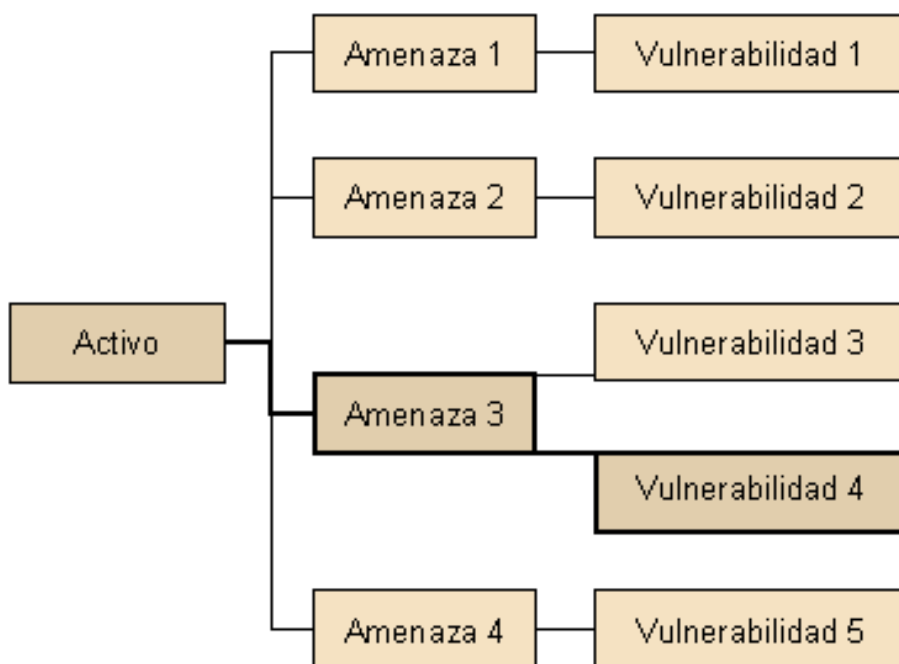 Amenaza 1
Vulnerabilidad 1
Amenaza 2
Vulnerabilidad 2
Activo
Vulnerabilidad 3
Amenaza 3
Vulnerabilidad 4
Amenaza 4
Vulnerabilidad 5